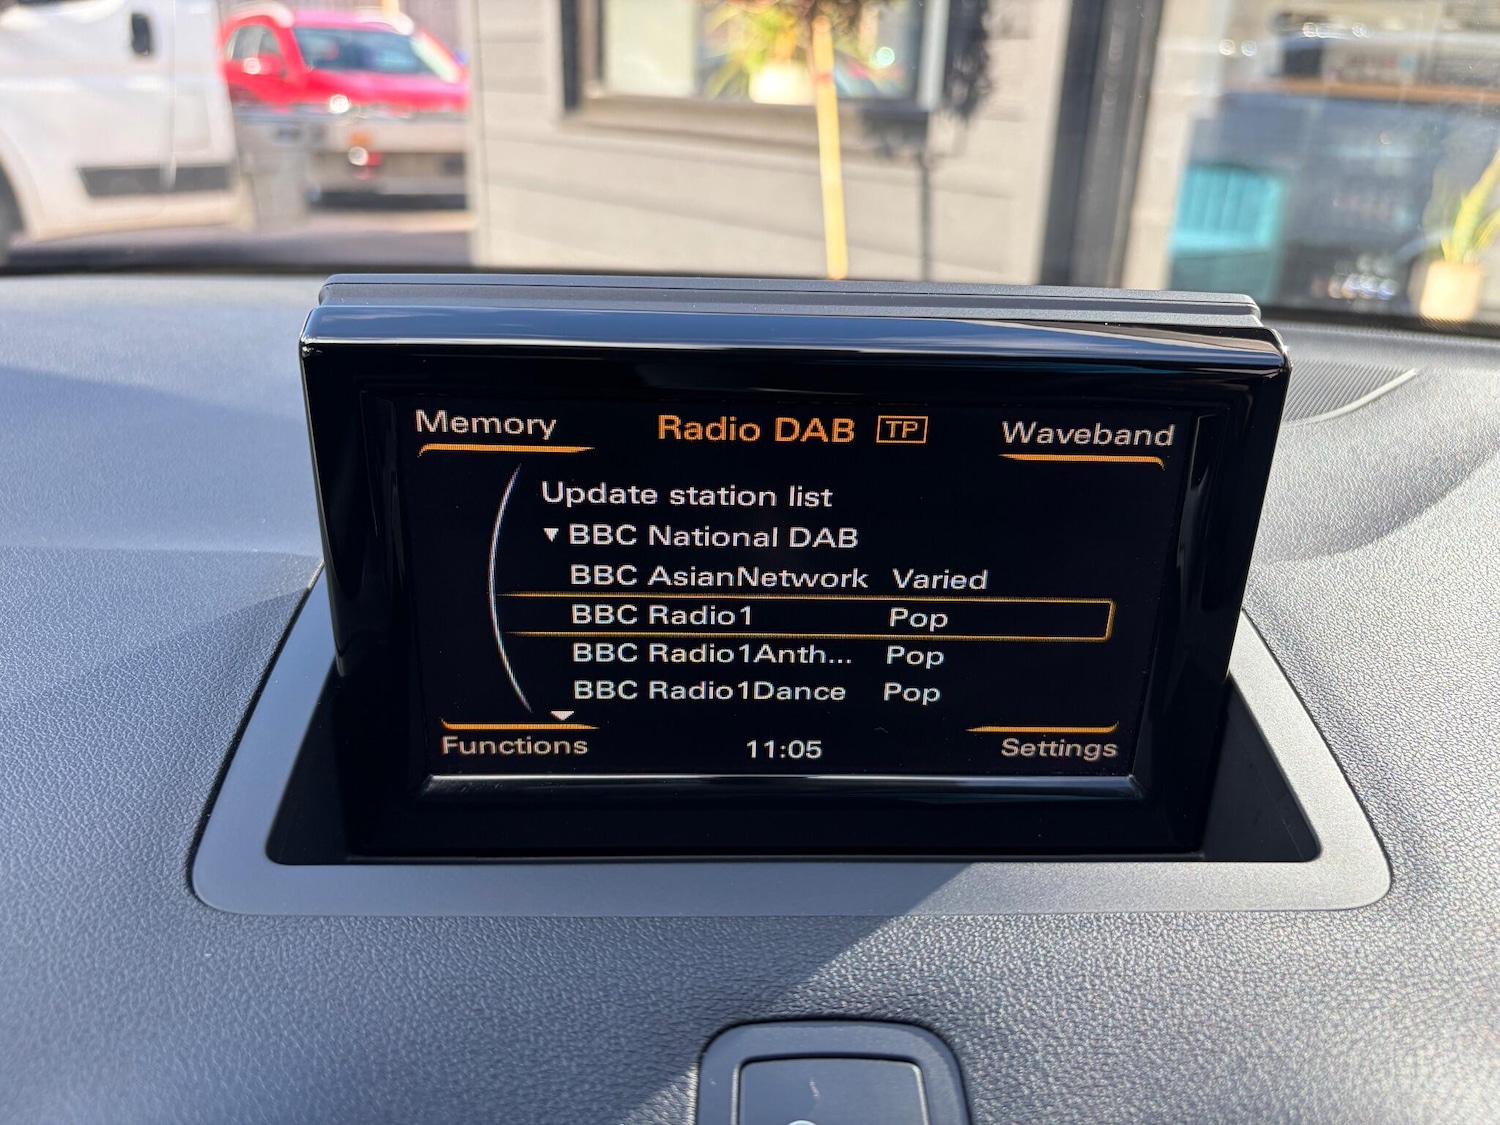 Memory Radio DAB TP Waveband
Update station list
▼ BBC National DAB
BBC AsianNetwork Varied
BBC Radio1 Pop
BBC Radio1Anth... Pop
BBC Radio1Dance Pop
Functions 11:05 Settings